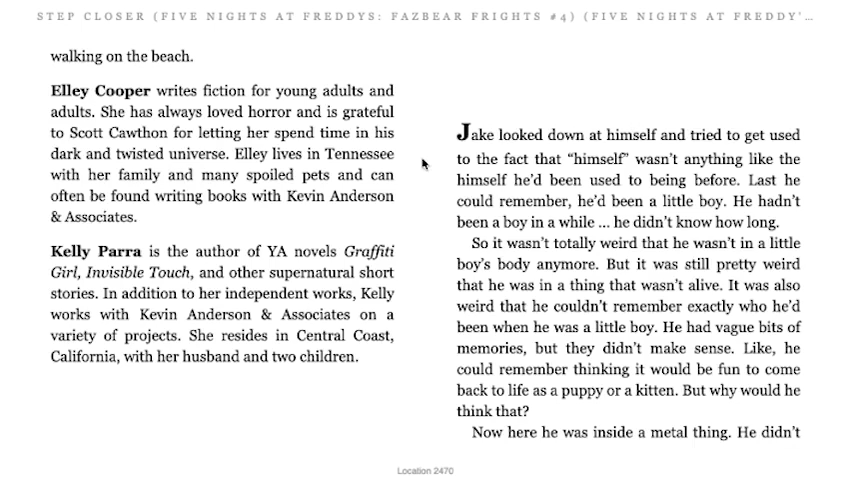 STEP CLOSER (FIVE NIGHTS AT FREDDYS: FAZBEAR FRIGHTS #4) (FIVE NIGHTS AT FREDDY'...
walking on the beach.
Elley Cooper writes fiction for young adults and
adults. She has always loved horror and is grateful
to Scott Cawthon for letting her spend time in his
dark and twisted universe. Elley lives in Tennessee
with her family and many spoiled pets and can
often be found writing books with Kevin Anderson
& Associates.
Kelly Parra is the author of YA novels Graffiti
Girl, Invisible Touch, and other supernatural short
stories. In addition to her independent works, Kelly
works with Kevin Anderson & Associates on a
variety of projects. She resides in Central Coast,
California, with her husband and two children.
Jake looked down at himself and tried to get used
to the fact that “himself” wasn’t anything like the
himself he’d been used to being before. Last he
could remember, he’d been a little boy. He hadn’t
been a boy in a while ... he didn’t know how long.
So it wasn’t totally weird that he wasn’t in a little
boy’s body anymore. But it was still pretty weird
that he was in a thing that wasn’t alive. It was also
weird that he couldn’t remember exactly who he’d
been when he was a little boy. He had vague bits of
memories, but they didn’t make sense. Like, he
could remember thinking it would be fun to come
back to life as a puppy or a kitten. But why would he
think that?
Now here he was inside a metal thing. He didn’t
Location 2470